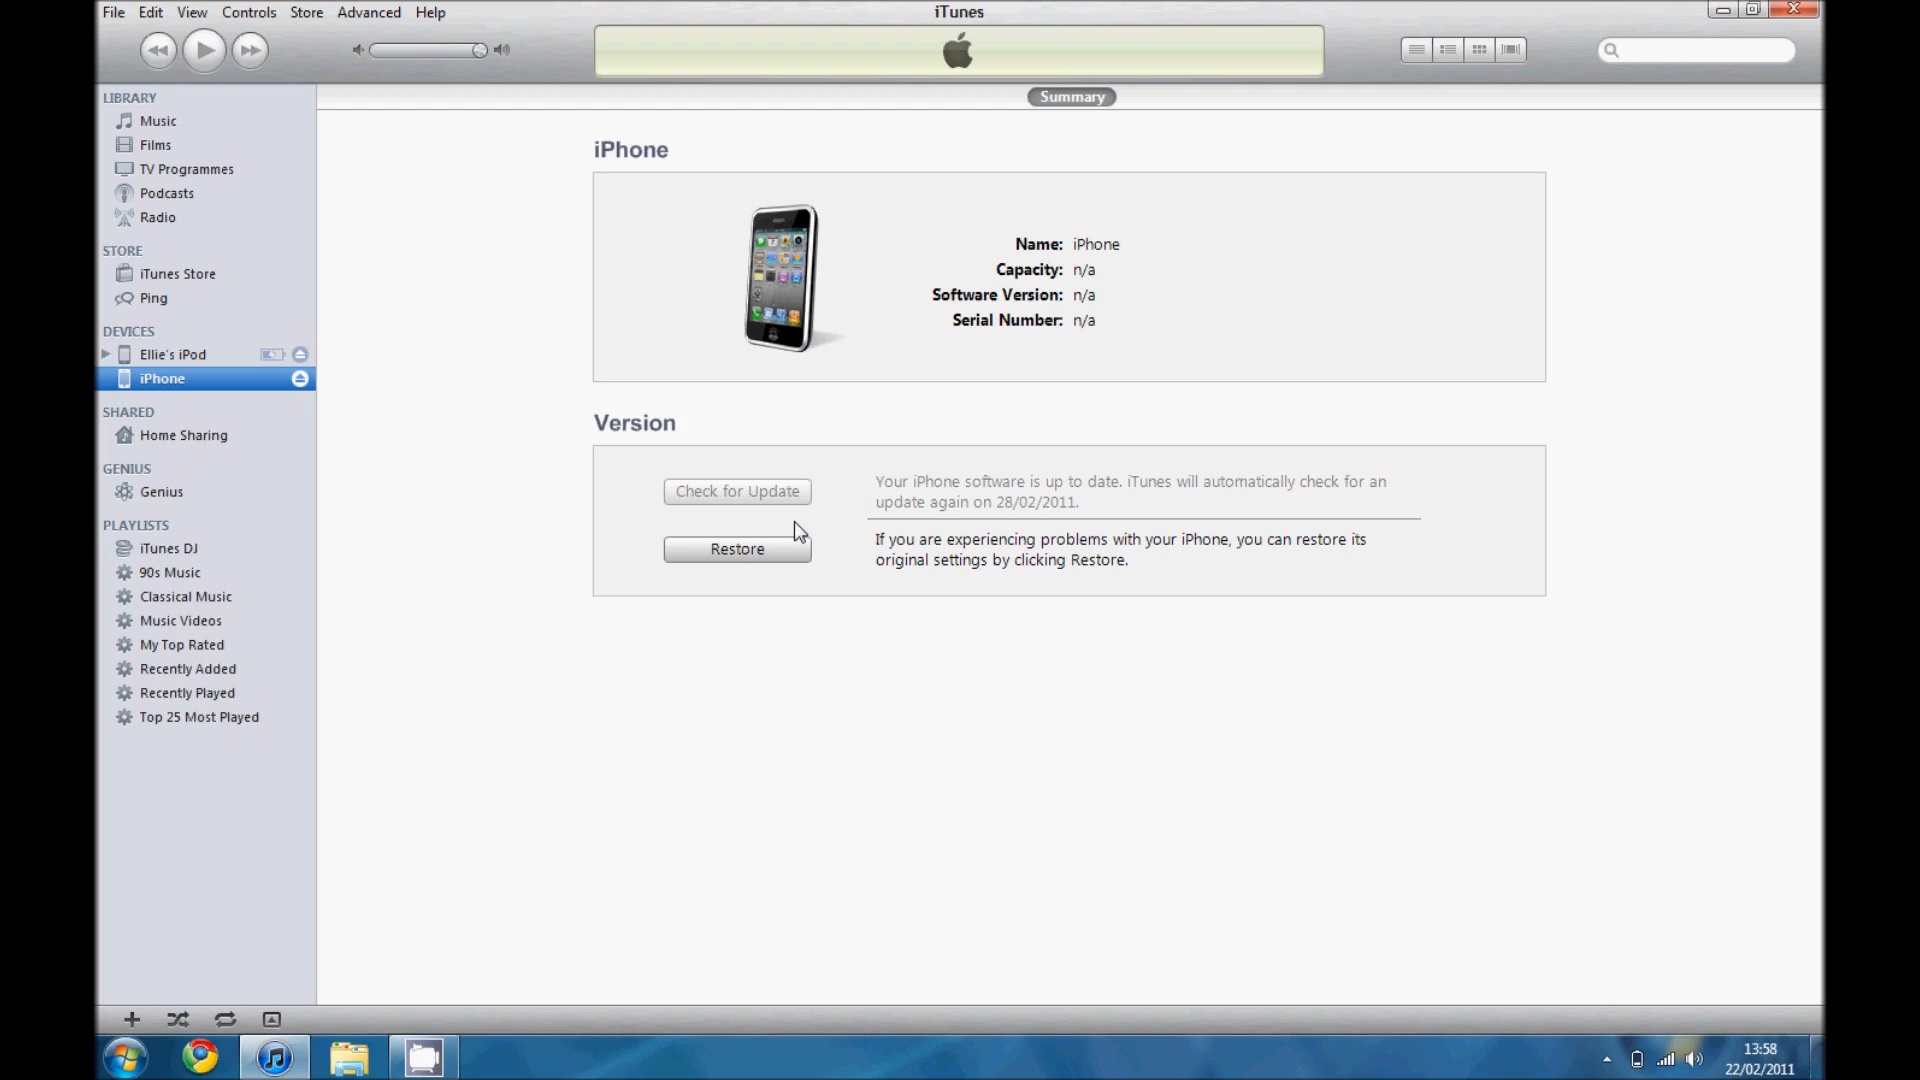 File Edit View Controls Store Advanced Help
iTunes
LIBRARY
Music
Films
TV Programmes
Podcasts
Radio
STORE
iTunes Store
Ping
DEVICES
Ellie's iPod
iPhone
SHARED
Home Sharing
GENIUS
Genius
PLAYLISTS
iTunes DJ
90s Music
Classical Music
Music Videos
My Top Rated
Recently Added
Recently Played
Top 25 Most Played
Summary
iPhone
Name: iPhone
Capacity: n/a
Software Version: n/a
Serial Number: n/a
Version
Check for Update
Your iPhone software is up to date. iTunes will automatically check for an
update again on 28/02/2011.
Restore
If you are experiencing problems with your iPhone, you can restore its
original settings by clicking Restore.
13:58
22/02/2011